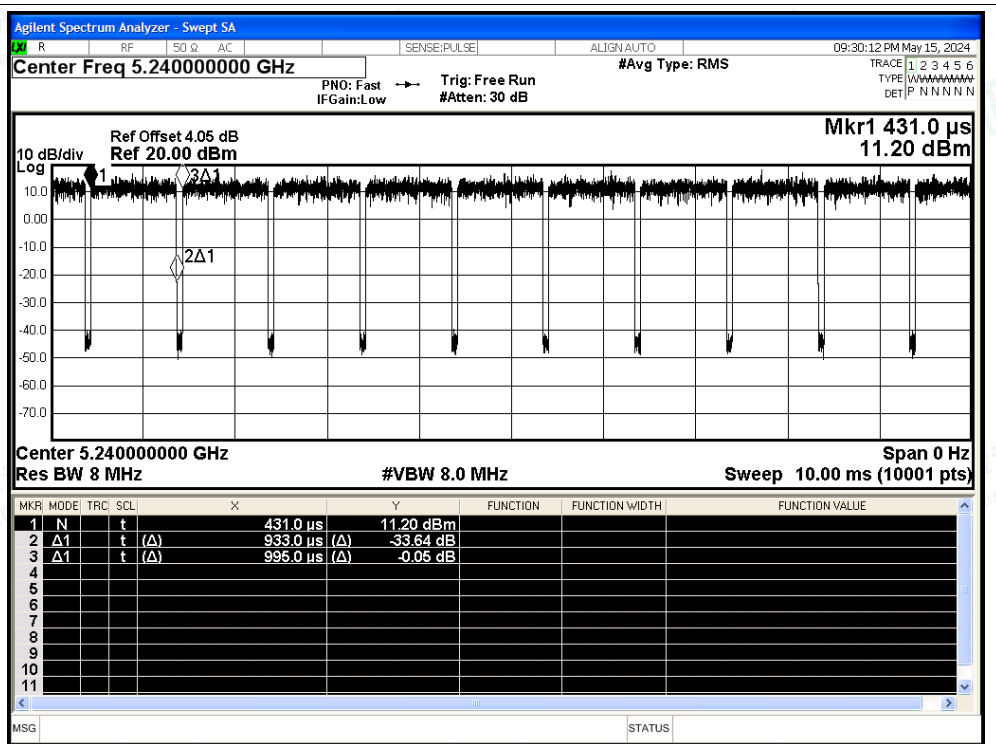 Agilent Spectrum Analyzer - Swept SA
LXI R RF 50 Ω AC SENSE:PULSE ALIGN AUTO 09:30:12 PM May 15, 2024
Center Freq 5.240000000 GHz
#Avg Type: RMS
TRACE 1 2 3 4 5 6
PNO: Fast Trig: Free Run
TYPE WWWWWW
IFGain:Low #Atten: 30 dB
DET P N N N N N
Mkr1 431.0 µs
Ref Offset 4.05 dB
10 dB/div Ref 20.00 dBm 11.20 dBm
Log
1 3Δ1
10.0
0.00
-10.0
2Δ1
-20.0
-30.0
-40.0
-50.0
-60.0
-70.0
Center 5.240000000 GHz Span 0 Hz
Res BW 8 MHz #VBW 8.0 MHz Sweep 10.00 ms (10001 pts)
MKR MODE TRC SCL X Y FUNCTION FUNCTION WIDTH FUNCTION VALUE
1 N t 431.0 µs 11.20 dBm
2 Δ1 t (Δ) 933.0 µs (Δ) -33.64 dB
3 Δ1 t (Δ) 995.0 µs (Δ) -0.05 dB
4
5
6
7
8
9
10
11
MSG STATUS